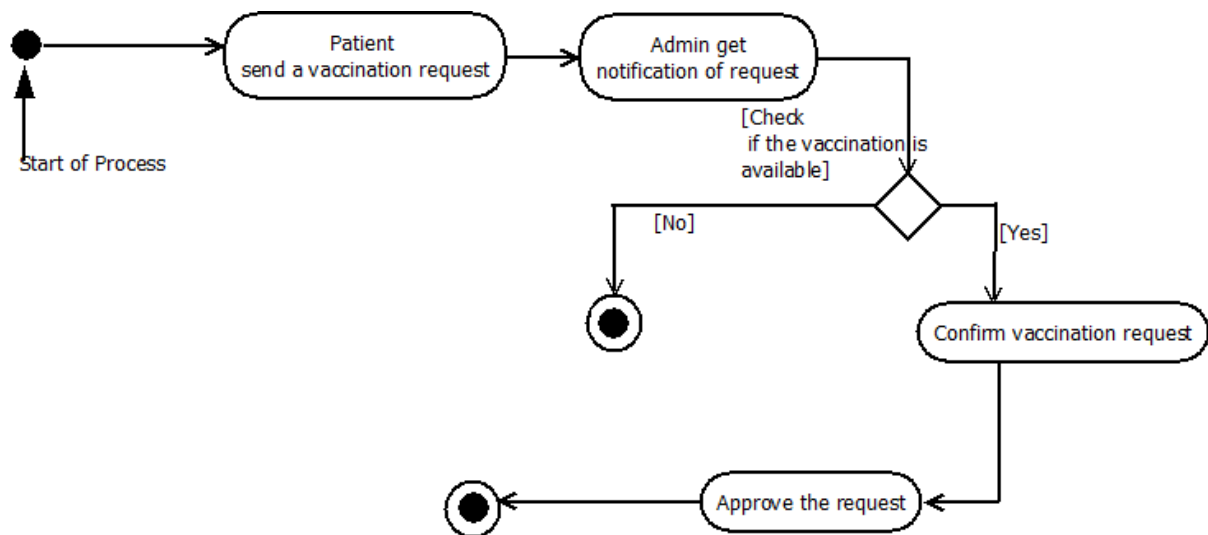 Patient
send a vaccination request
Admin get
notification of request
[Check
if the vaccination is
available]
Start of Process
[No]
[Yes]
Confirm vaccination request
Approve the request